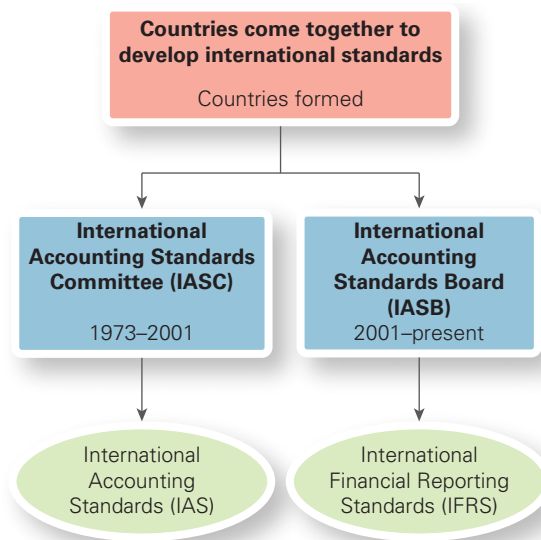 Countries come together to
develop international standards
Countries formed
International
Accounting Standards
Committee (IASC)
1973–2001
International
Accounting
Standards Board
(IASB)
2001–present
International
Accounting
Standards (IAS)
International
Financial Reporting
Standards (IFRS)